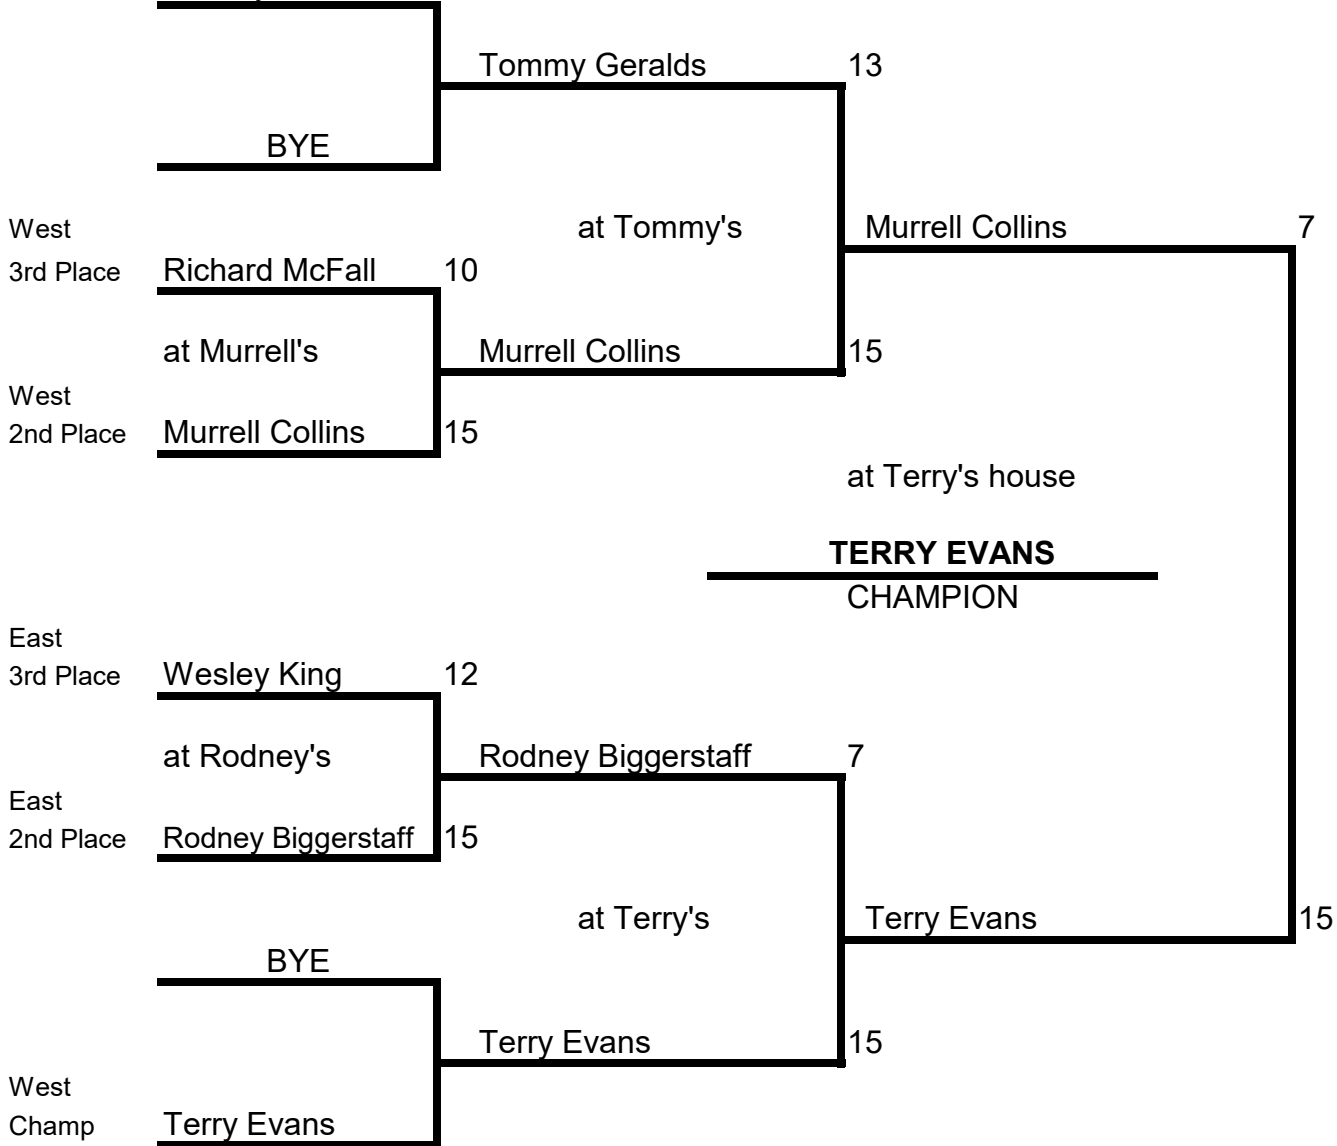 Tommy Geralds 13
BYE
West
at Tommy's Murrell Collins 7
3rd Place Richard McFall 10
at Murrell's Murrell Collins 15
West
2nd Place Murrell Collins 15
at Terry's house
TERRY EVANS
CHAMPION
East
3rd Place Wesley King 12
at Rodney's Rodney Biggerstaff 7
East
2nd Place Rodney Biggerstaff 15
at Terry's Terry Evans 15
BYE
Terry Evans 15
West
Champ Terry Evans